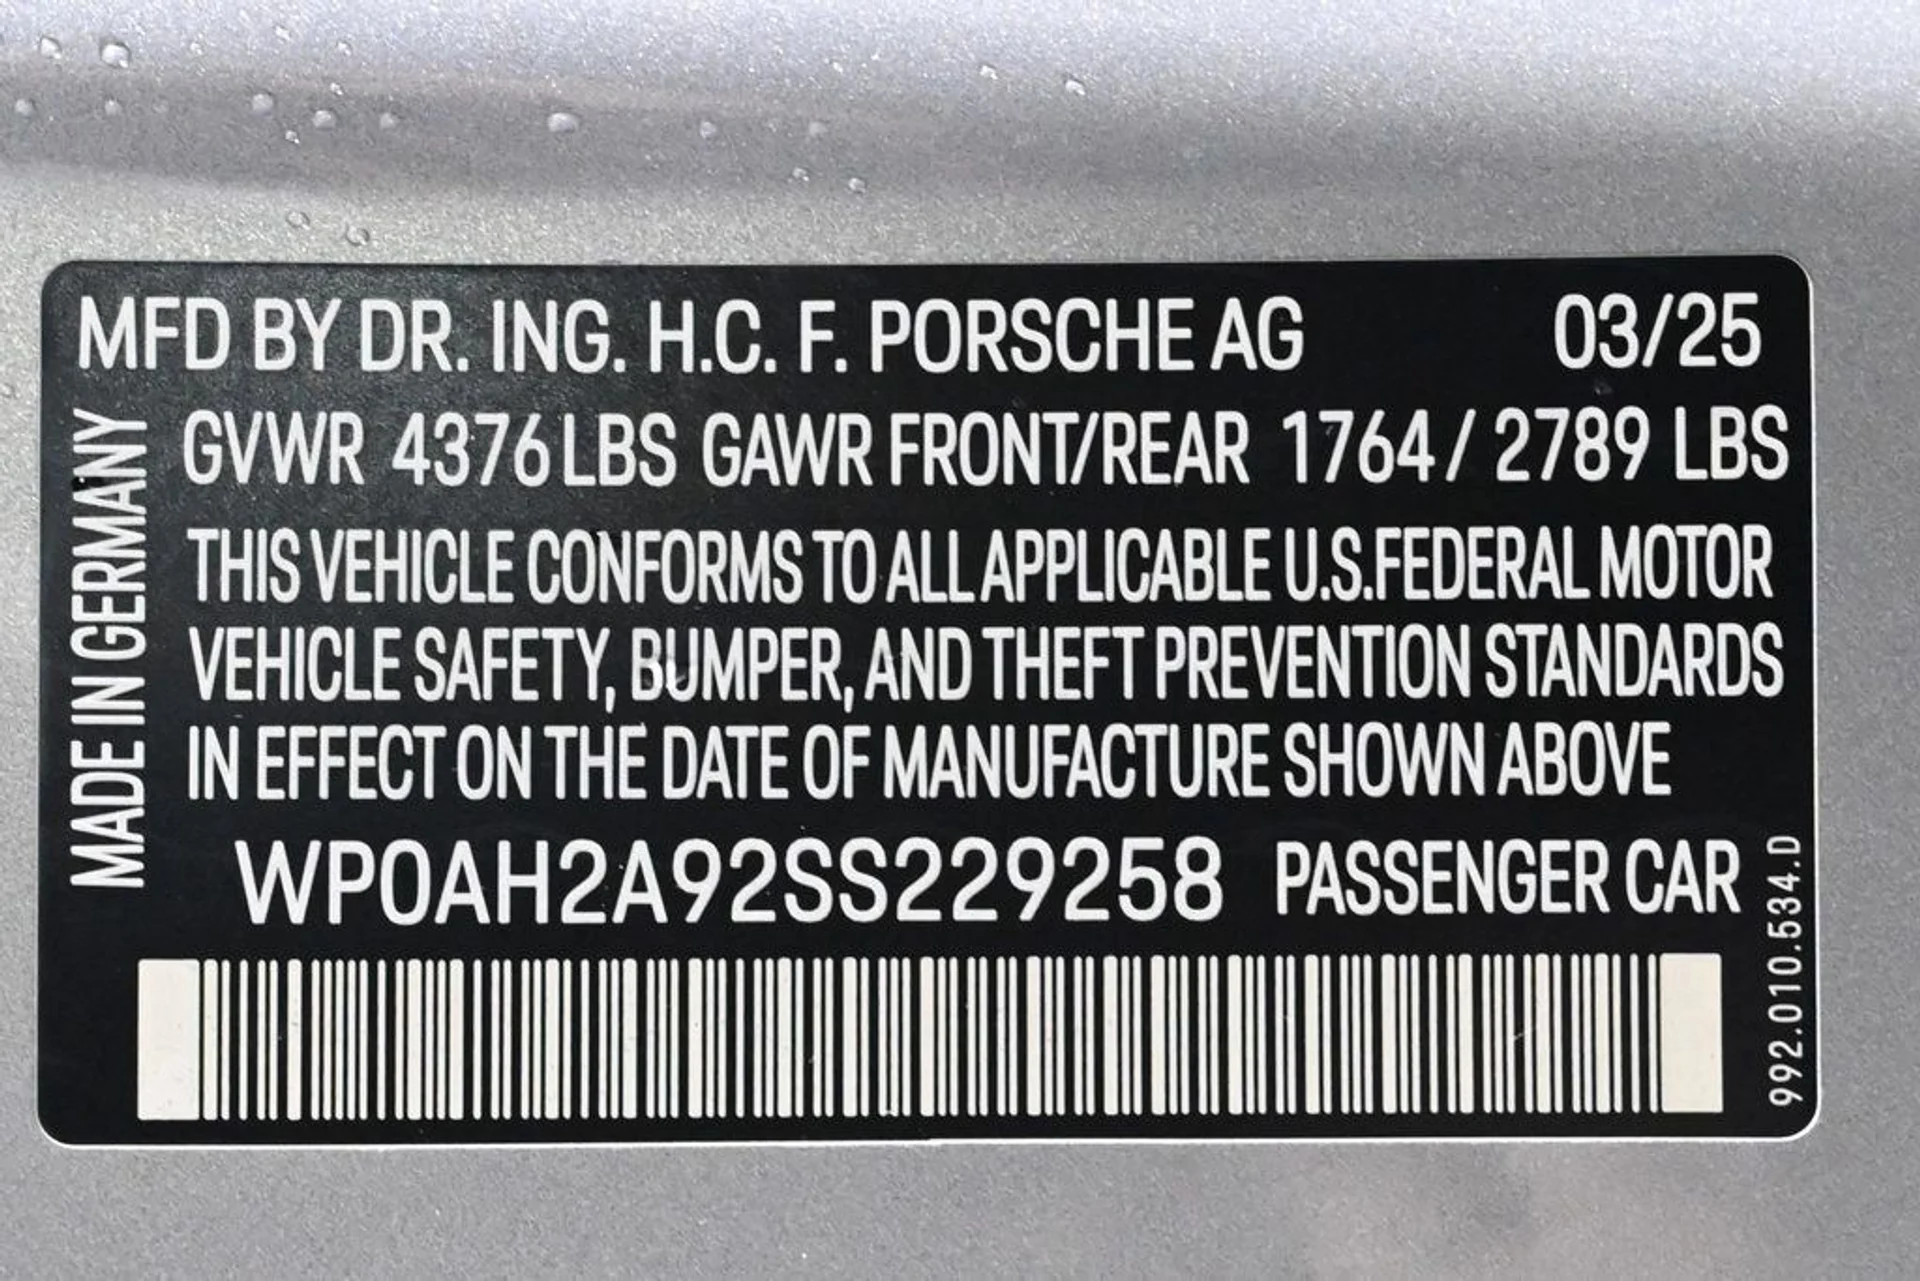 MFD BY DR. ING. H.C. F. PORSCHE AG 03/25
GVWR 4376 LBS GAWR FRONT/REAR 1764 / 2789 LBS
THIS VEHICLE CONFORMS TO ALL APPLICABLE U.S.FEDERAL MOTOR
VEHICLE SAFETY, BUMPER, AND THEFT PREVENTION STANDARDS
IN EFFECT ON THE DATE OF MANUFACTURE SHOWN ABOVE
WP0AH2A92SS229258 PASSENGER CAR
MADE IN GERMANY
992.010.534.D